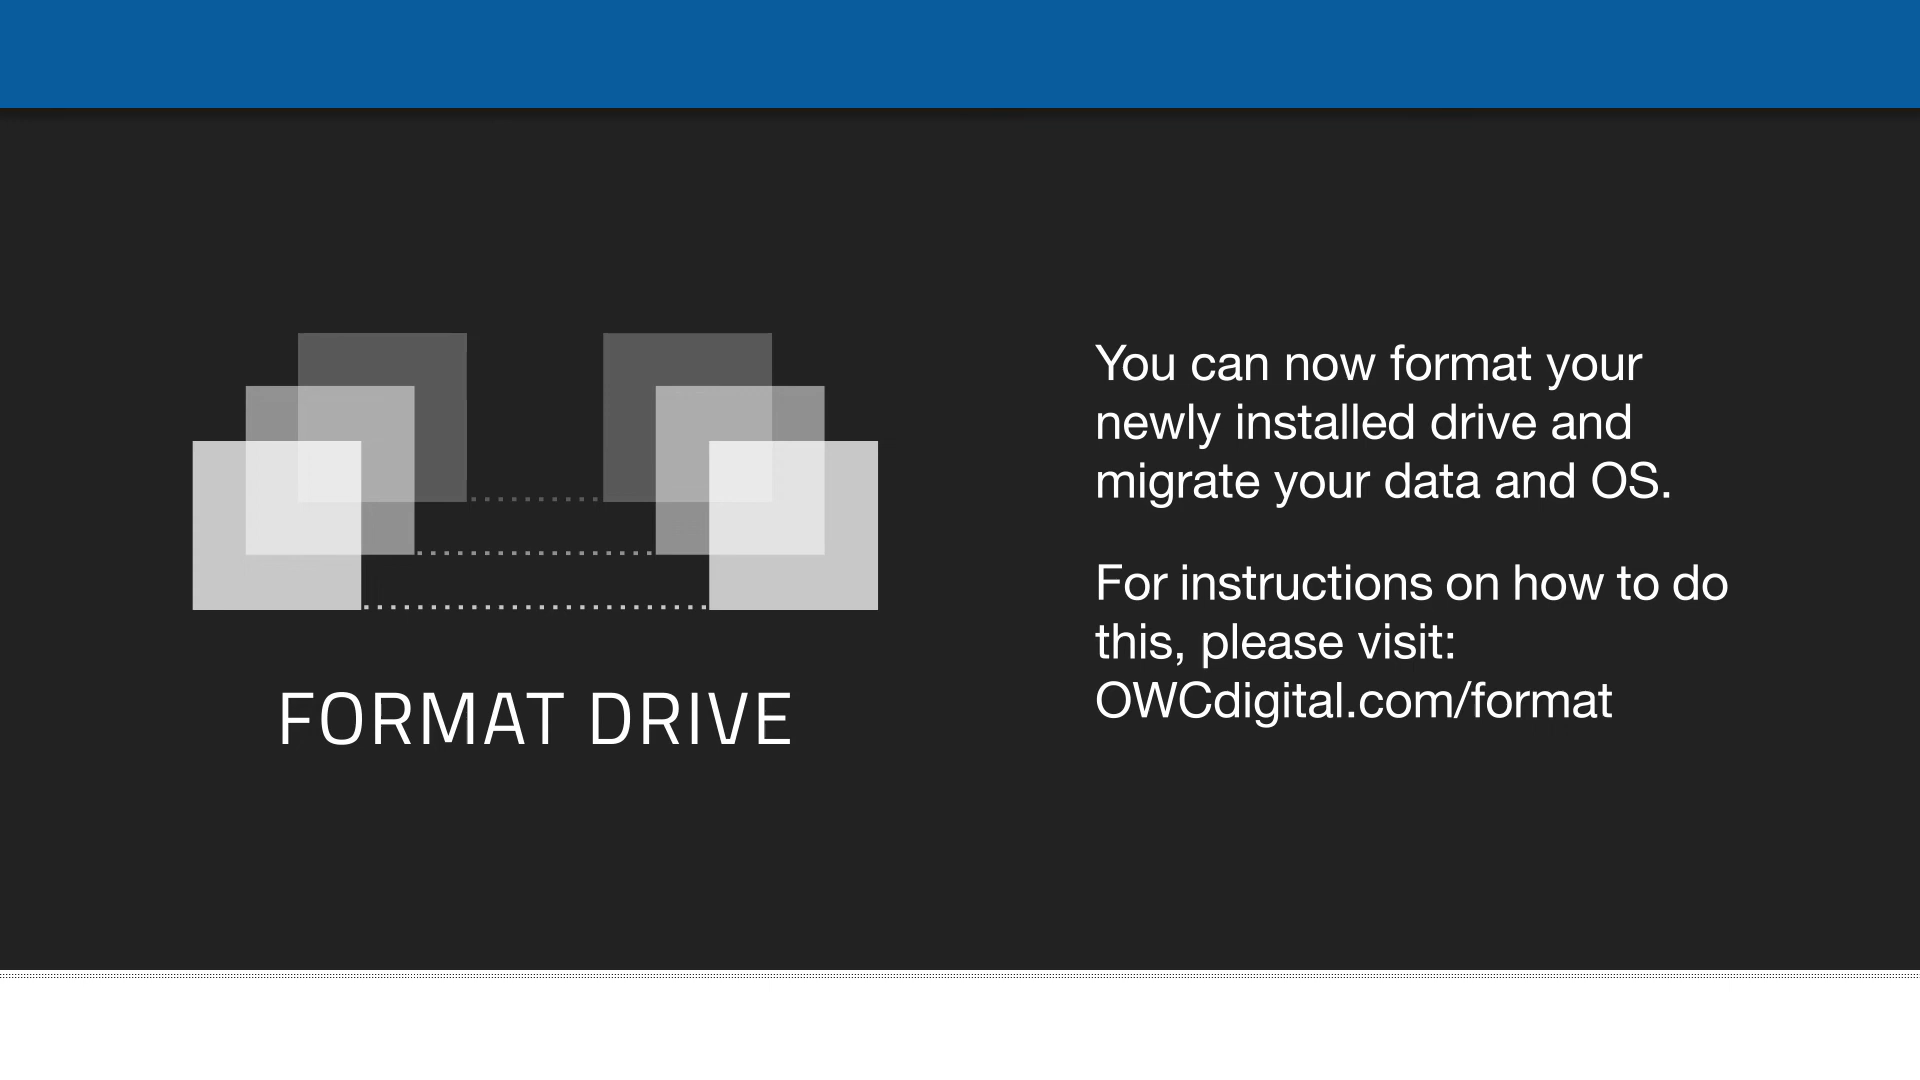 FORMAT DRIVE
You can now format your
newly installed drive and
migrate your data and OS.
For instructions on how to do
this, please visit:
OWCdigital.com/format